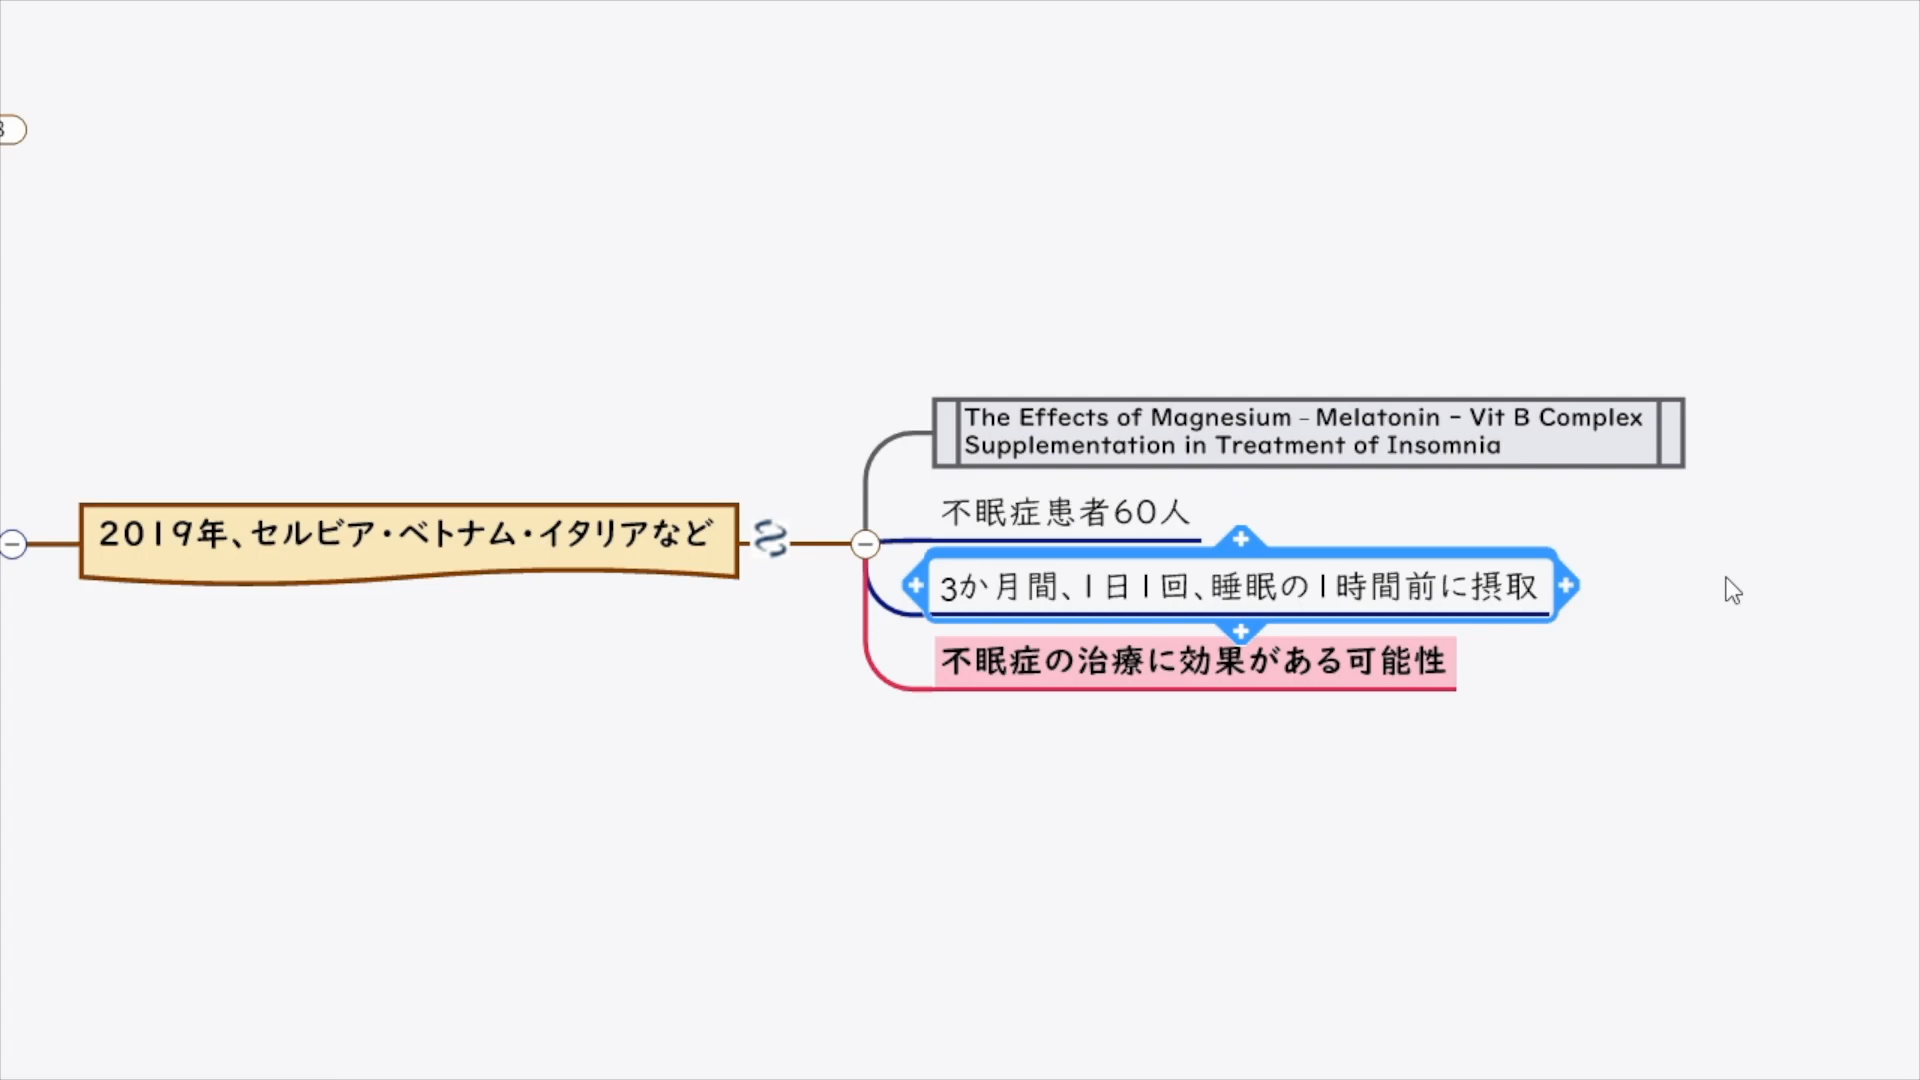 2019年、セルビア・ベトナム・イタリアなど
The Effects of Magnesium – Melatonin - Vit B Complex
Supplementation in Treatment of Insomnia
不眠症患者60人
3か月間、1日1回、睡眠の1時間前に摂取
不眠症の治療に効果がある可能性